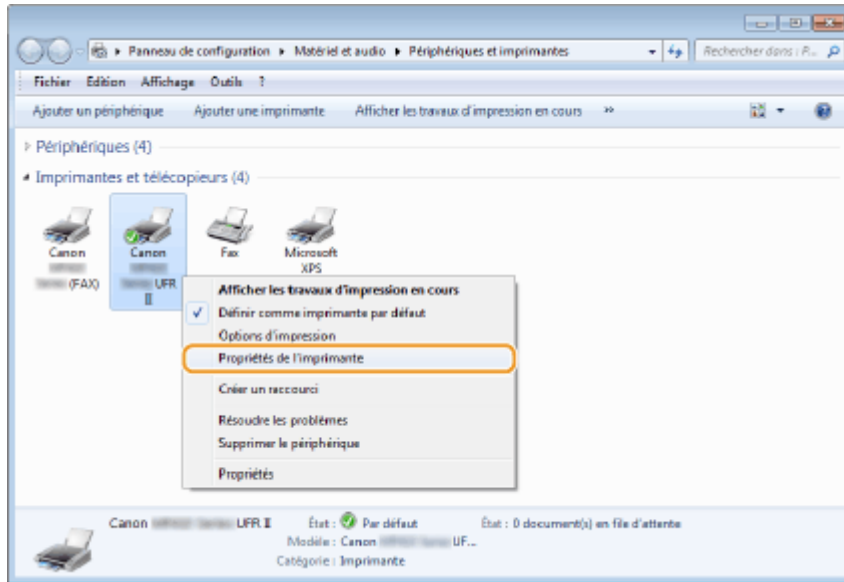 Panneau de configuration ▸ Matériel et audio ▸ Périphériques et imprimantes
Rechercher dans : P...
Fichier Edition Affichage Outils ?
Ajouter un périphérique Ajouter une imprimante Afficher les travaux d'impression en cours »
Périphériques (4)
Imprimantes et télécopieurs (4)
Canon
(FAX)
Canon
UFR
II
Fax
Microsoft
XPS
Afficher les travaux d'impression en cours
Définir comme imprimante par défaut
Options d'impression
Propriétés de l'imprimante
Créer un raccourci
Résoudre les problèmes
Supprimer le périphérique
Propriétés
Canon UFR II État : Par défaut État : 0 document(s) en file d'attente
Modèle : Canon UF...
Catégorie : Imprimante